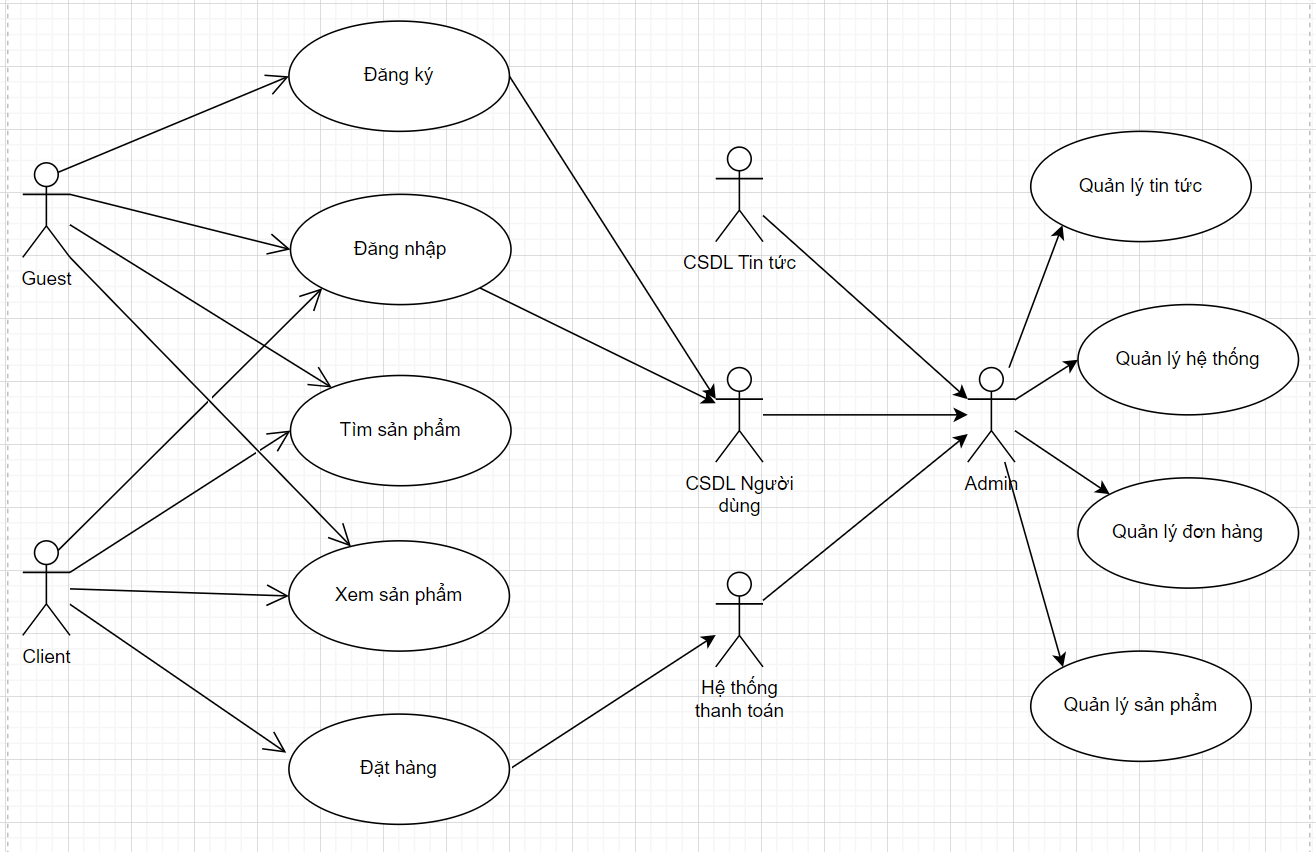 Đăng ký
Guest
Đăng nhập
Tìm sản phẩm
Client
Xem sản phẩm
Đặt hàng
CSDL Tin tức
CSDL Người
dùng
Hệ thống
thanh toán
Admin
Quản lý tin tức
Quản lý hệ thống
Quản lý đơn hàng
Quản lý sản phẩm